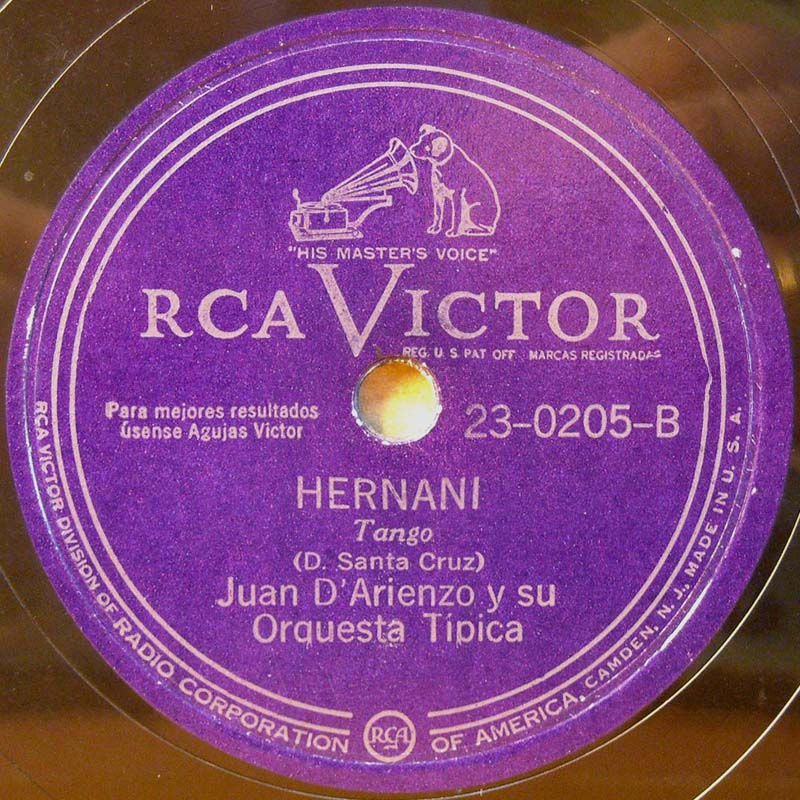 "HIS MASTER'S VOICE"
RCA VICTOR
REG. U. S. PAT. OFF. MARCAS REGISTRADAS
Para mejores resultados
úsense Agujas Victor
23-0205-B
HERNANI
Tango
(D. Santa Cruz)
Juan D'Arienzo y su
Orquesta Típica
RCA VICTOR DIVISION OF RADIO CORPORATION OF AMERICA, CAMDEN, N. J., MADE IN U. S. A.
RCA